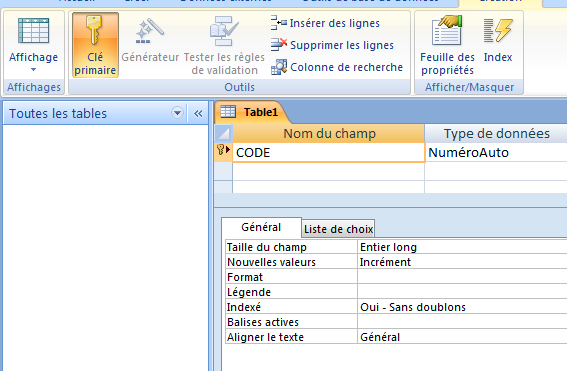 Création
Insérer des lignes
Supprimer les lignes
Colonne de recherche
Affichage
Clé primaire
Générateur
Tester les règles de validation
Feuille des propriétés
Index
Affichages
Outils
Afficher/Masquer
Toutes les tables
Table1
Nom du champ Type de données
CODE NuméroAuto
Général Liste de choix
Taille du champ Entier long
Nouvelles valeurs Incrément
Format
Légende
Indexé Oui - Sans doublons
Balises actives
Aligner le texte Général